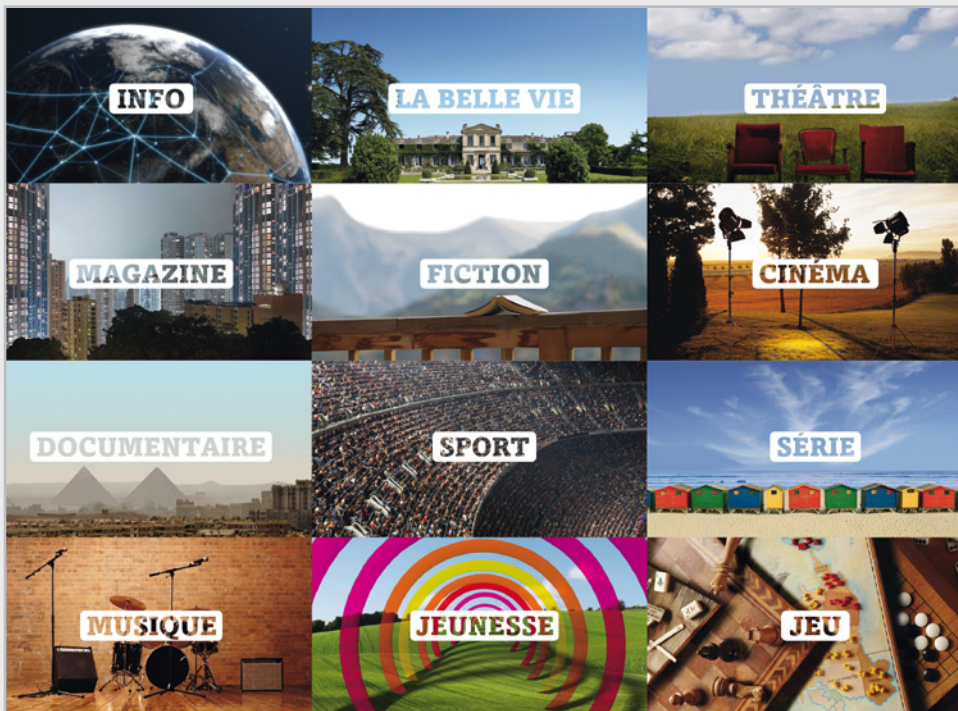 INFO
LA BELLE VIE
THÉÂTRE
MAGAZINE
FICTION
CINÉMA
DOCUMENTAIRE
SPORT
SÉRIE
MUSIQUE
JEUNESSE
JEU